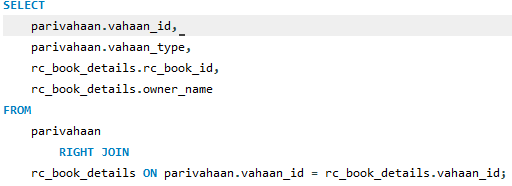 SELECT
parivahaan.vahaan_id,
parivahaan.vahaan_type,
rc_book_details.rc_book_id,
rc_book_details.owner_name
FROM
parivahaan
RIGHT JOIN
rc_book_details ON parivahaan.vahaan_id = rc_book_details.vahaan_id;